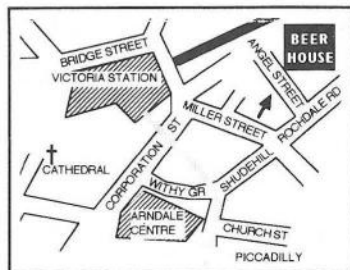 BEER
HOUSE
BRIDGE STREET
VICTORIA STATION
ANGEL STREET
MILLER STREET
ROCHDALE RD
CATHEDRAL
CORPORATION ST
SHUDEHILL
WITHY GR
ARNDALE
CENTRE
CHURCH ST
PICCADILLY